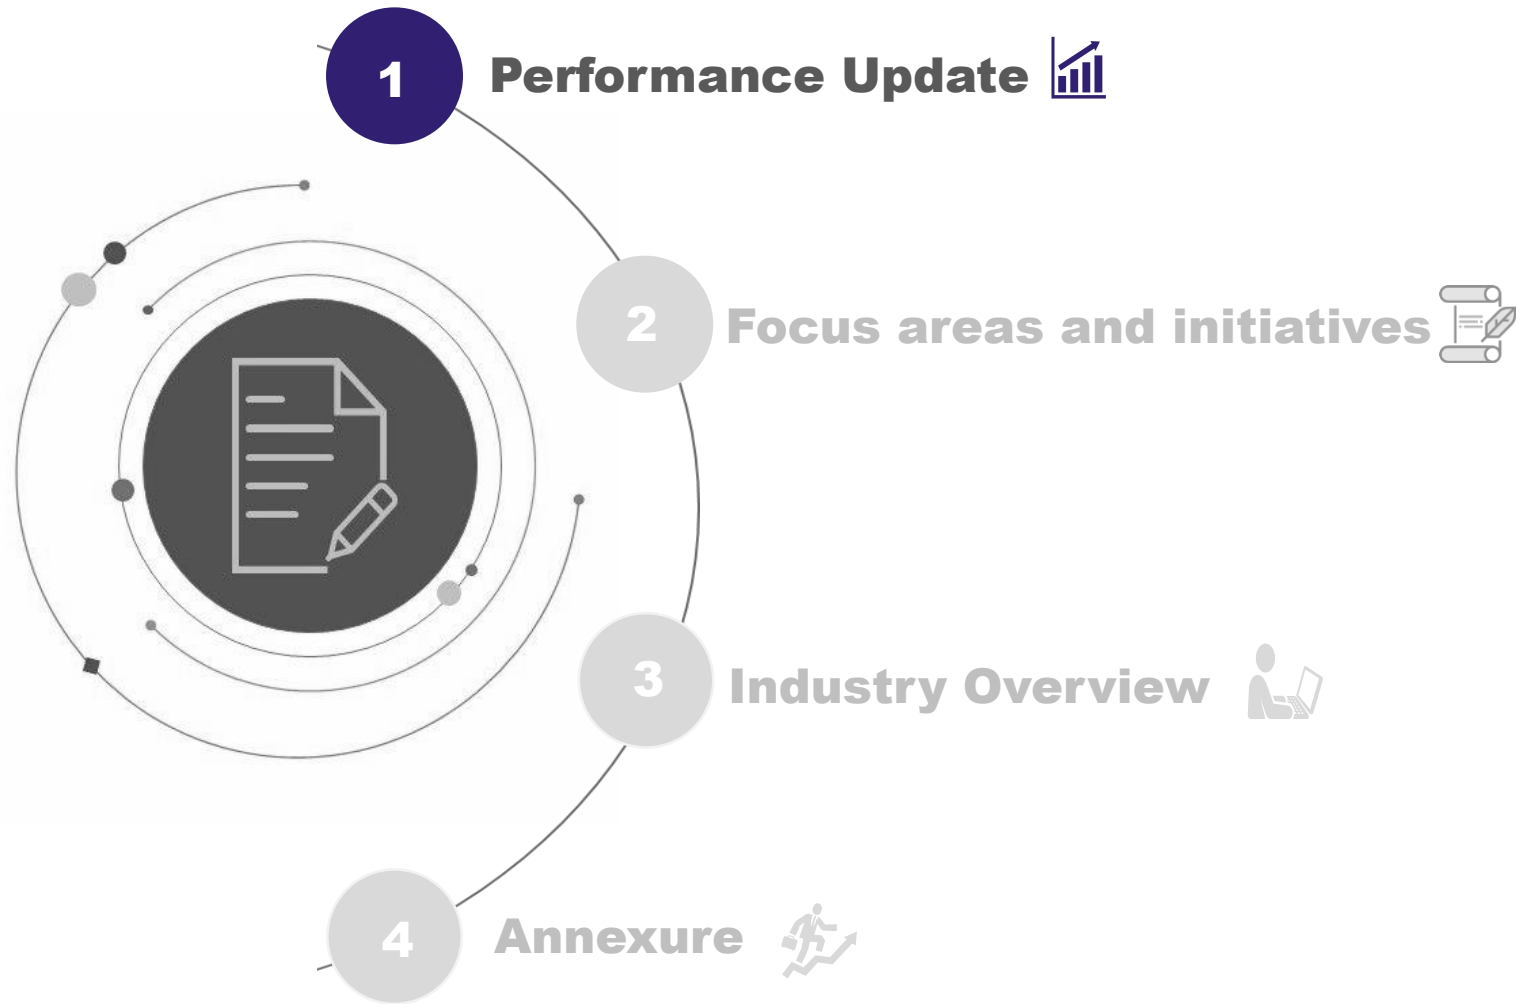 1 Performance Update
2 Focus areas and initiatives
3 Industry Overview
4 Annexure